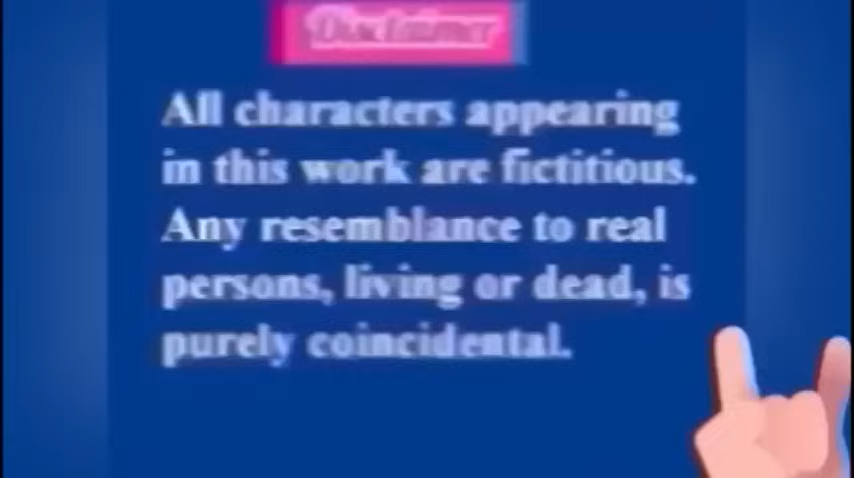 Disclaimer
All characters appearing
in this work are fictitious.
Any resemblance to real
persons, living or dead, is
purely coincidental.